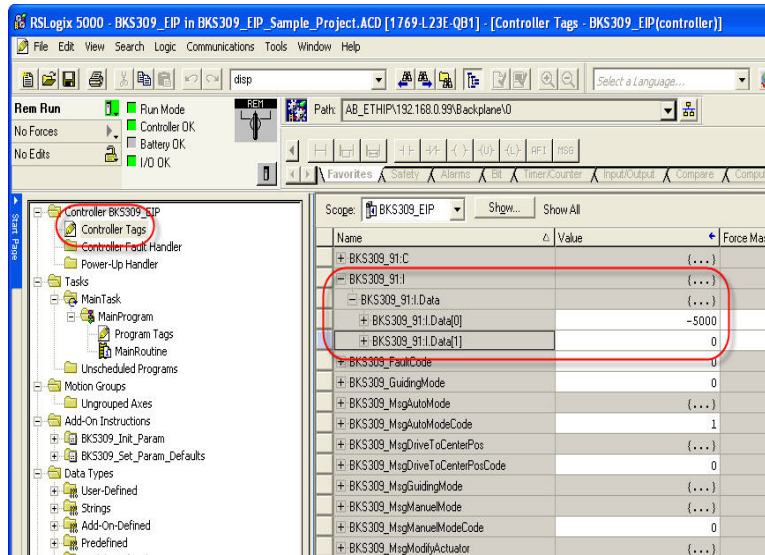 RSLogix 5000 - BKS309_EIP in BKS309_EIP_Sample_Project.ACD [1769-L23E-QB1] - [Controller Tags - BKS309_EIP(controller)]
File Edit View Search Logic Communications Tools Window Help
disp
Select a Language...
Rem Run
Run Mode
REM
Path: AB_ETHIP\192.168.0.99\Backplane\0
No Forces
Controller OK
Battery OK
No Edits
I/O OK
AFI MSG
Favorites Safety Alarms Bit Timer/Counter Input/Output Compare
Start Page
Controller BKS309_EIP
Controller Tags
Controller Fault Handler
Power-Up Handler
Tasks
MainTask
MainProgram
Program Tags
MainRoutine
Unscheduled Programs
Motion Groups
Ungrouped Axes
Add-On Instructions
BKS309_Init_Param
BKS309_Set_Param_Defaults
Data Types
User-Defined
Strings
Add-On-Defined
Predefined
Scope: BKS309_EIP Show... Show All
Name Value Force Mas
BKS309_91:C {...}
BKS309_91:I {...}
BKS309_91:I.Data {...}
BKS309_91:I.Data[0] -5000
BKS309_91:I.Data[1] 0
BKS309_FaultCode 0
BKS309_GuidingMode 0
BKS309_MsgAutoMode {...}
BKS309_MsgAutoModeCode 1
BKS309_MsgDriveToCenterPos {...}
BKS309_MsgDriveToCenterPosCode 0
BKS309_MsgGuidingMode {...}
BKS309_MsgManuelMode {...}
BKS309_MsgManuelModeCode 0
BKS309_MsgModifyActuator {...}